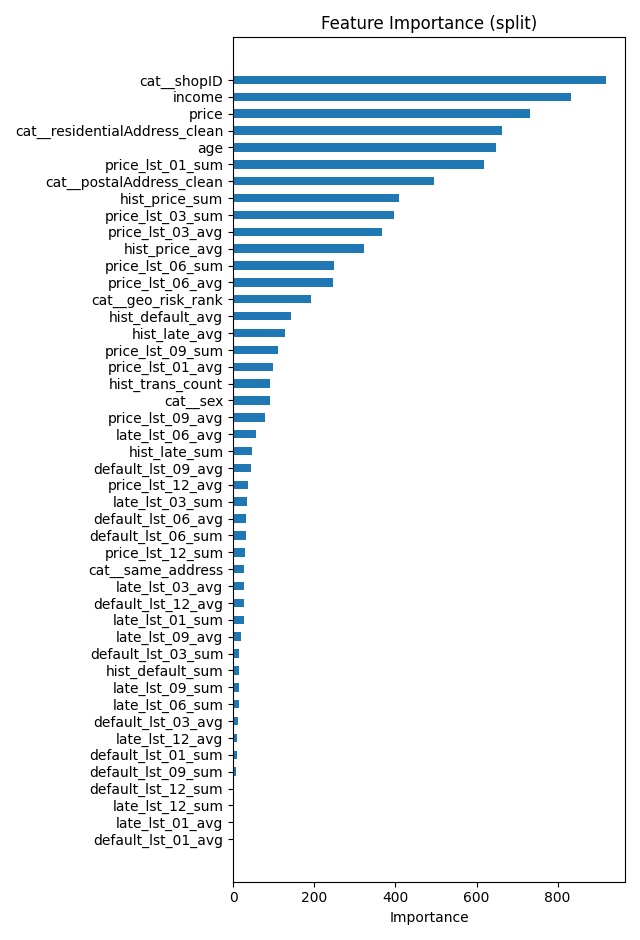 Feature Importance (split)
cat__shopID
income
price
cat__residentialAddress_clean
age
price_lst_01_sum
cat__postalAddress_clean
hist_price_sum
price_lst_03_sum
price_lst_03_avg
hist_price_avg
price_lst_06_sum
price_lst_06_avg
cat__geo_risk_rank
hist_default_avg
hist_late_avg
price_lst_09_sum
price_lst_01_avg
hist_trans_count
cat__sex
price_lst_09_avg
late_lst_06_avg
hist_late_sum
default_lst_09_avg
price_lst_12_avg
late_lst_03_sum
default_lst_06_avg
default_lst_06_sum
price_lst_12_sum
cat__same_address
late_lst_03_avg
default_lst_12_avg
late_lst_01_sum
late_lst_09_avg
default_lst_03_sum
hist_default_sum
late_lst_09_sum
late_lst_06_sum
default_lst_03_avg
late_lst_12_avg
default_lst_01_sum
default_lst_09_sum
default_lst_12_sum
late_lst_12_sum
late_lst_01_avg
default_lst_01_avg
0 200 400 600 800
Importance